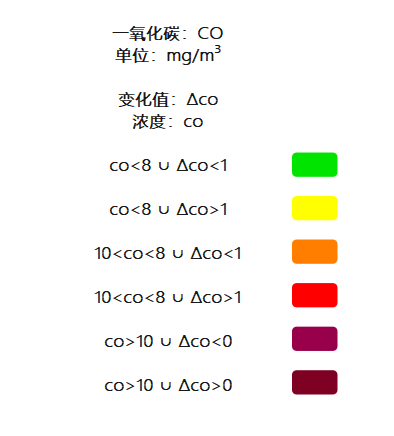 一氧化碳：CO
单位：mg/m³
变化值：Δco
浓度：co
co<8 ∪ Δco<1
co<8 ∪ Δco>1
10<co<8 ∪ Δco<1
10<co<8 ∪ Δco>1
co>10 ∪ Δco<0
co>10 ∪ Δco>0